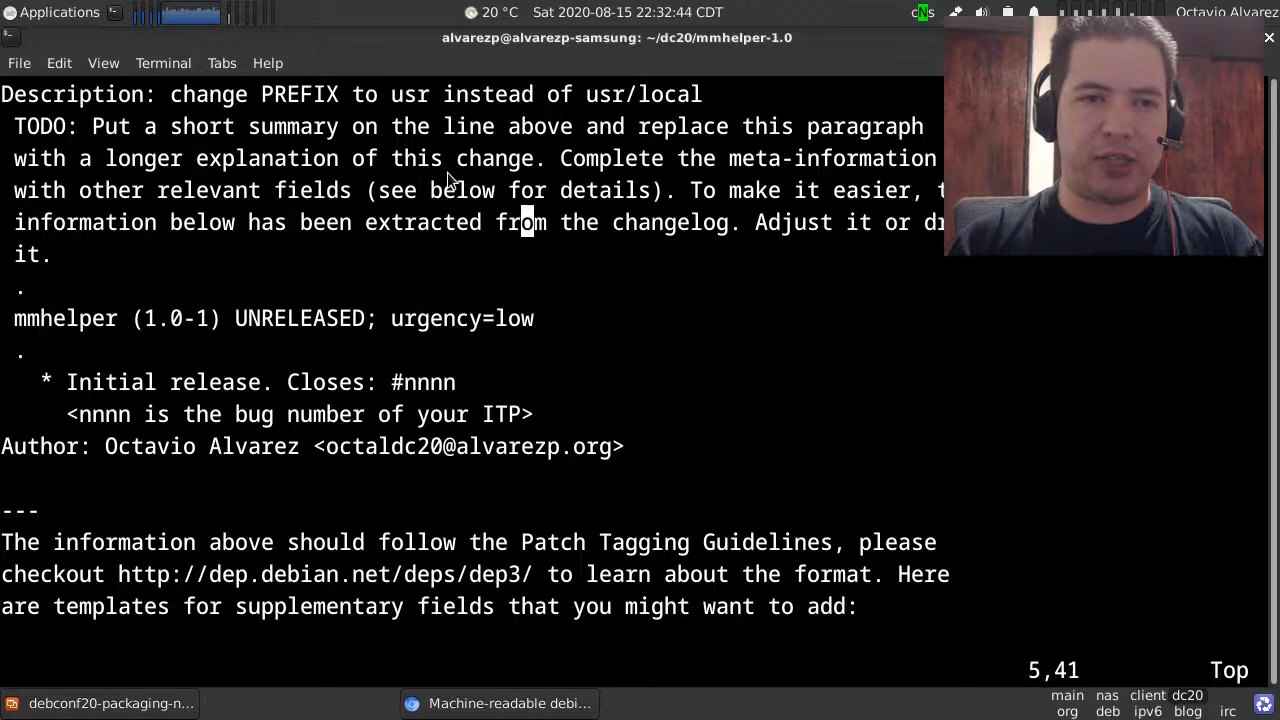 Applications
20 °C Sat 2020-08-15 22:32:44 CDT
Octavio Alvarez
alvarezp@alvarezp-samsung: ~/dc20/mmhelper-1.0
File Edit View Terminal Tabs Help
Description: change PREFIX to usr instead of usr/local
TODO: Put a short summary on the line above and replace this paragraph
with a longer explanation of this change. Complete the meta-information
with other relevant fields (see below for details). To make it easier,
information below has been extracted from the changelog. Adjust it or
it.
.
mmhelper (1.0-1) UNRELEASED; urgency=low
.
* Initial release. Closes: #nnnn
<nnnn is the bug number of your ITP>
Author: Octavio Alvarez <octaldc20@alvarezp.org>
---
The information above should follow the Patch Tagging Guidelines, please
checkout http://dep.debian.net/deps/dep3/ to learn about the format. Here
are templates for supplementary fields that you might want to add:
5,41 Top
debconf20-packaging-n... Machine-readable debi...
main nas client dc20
org deb ipv6 blog irc